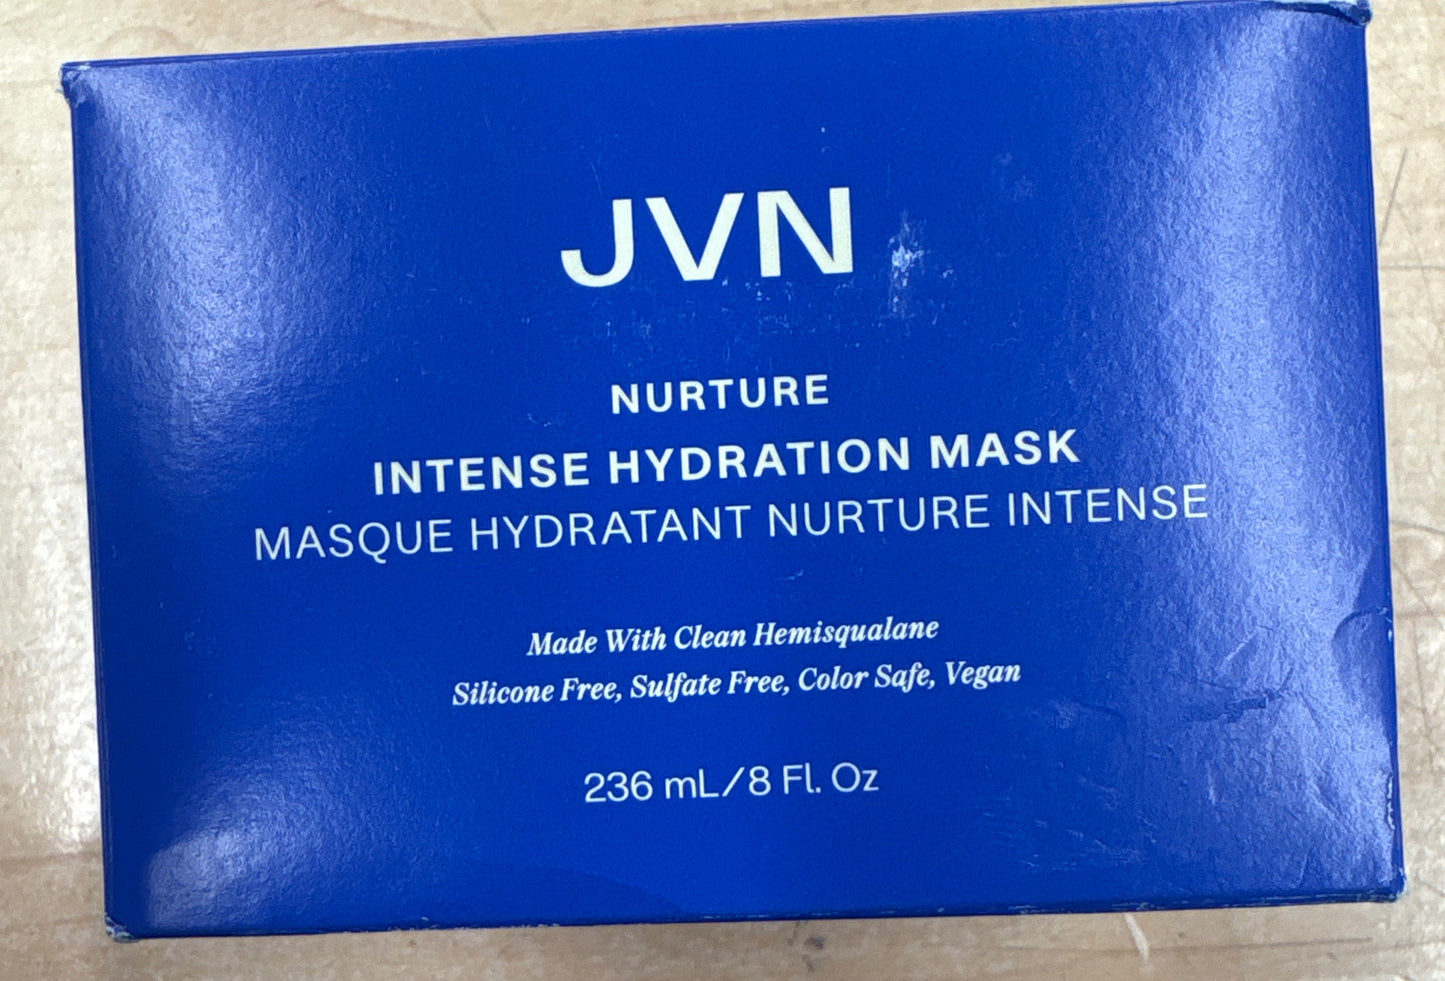 JVN
NURTURE
INTENSE HYDRATION MASK
MASQUE HYDRATANT NURTURE INTENSE
Made With Clean Hemisqualane
Silicone Free, Sulfate Free, Color Safe, Vegan
236 mL/8 Fl. Oz